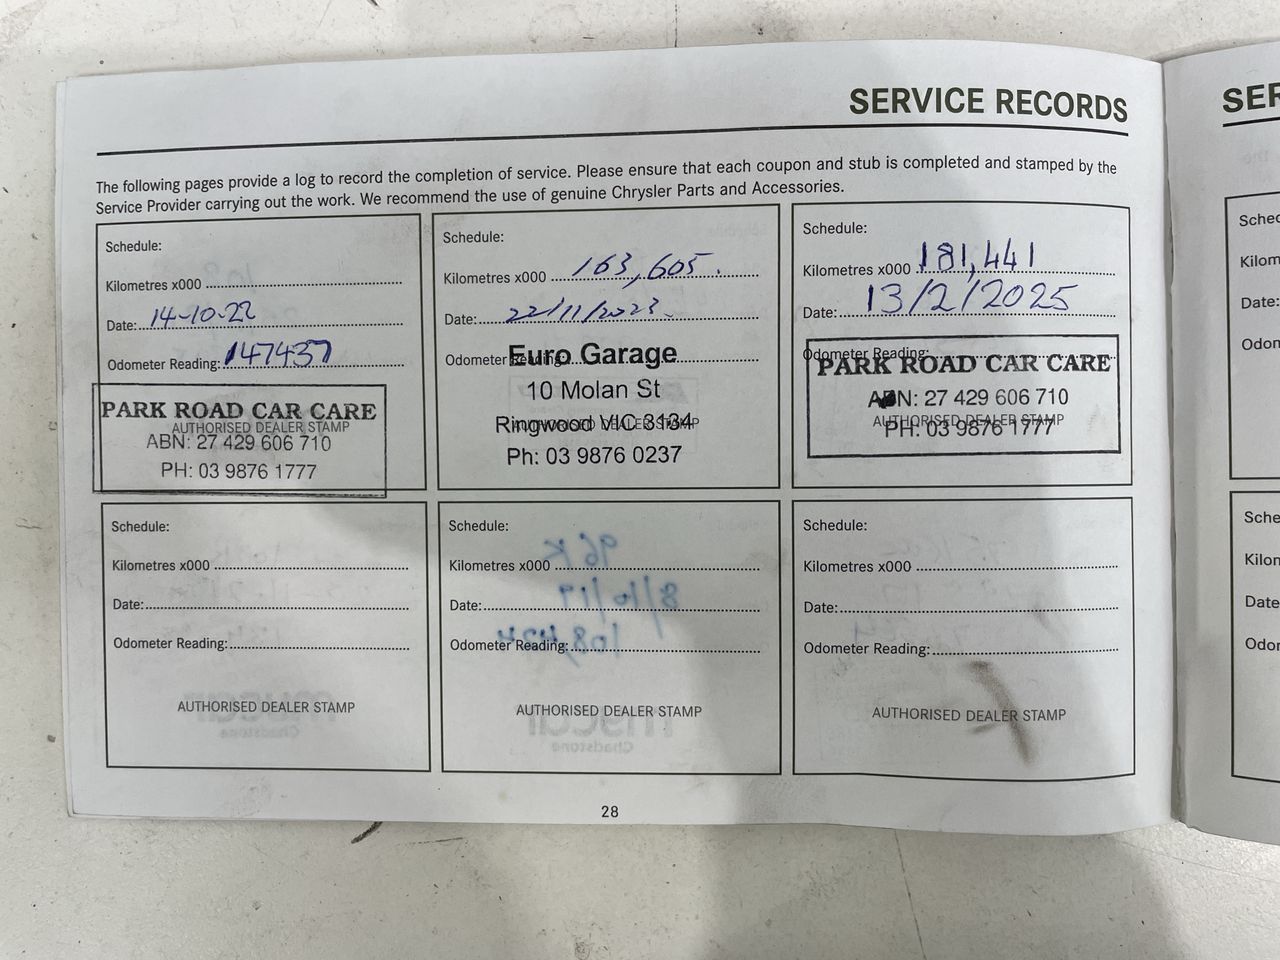 SERVICE RECORDS
The following pages provide a log to record the completion of service. Please ensure that each coupon and stub is completed and stamped by the
Service Provider carrying out the work. We recommend the use of genuine Chrysler Parts and Accessories.
Schedule:
Kilometres x000
Date: 14-10-22
Odometer Reading: 147437
PARK ROAD CAR CARE
AUTHORISED DEALER STAMP
ABN: 27 429 606 710
PH: 03 9876 1777
Schedule:
Kilometres x000 163,605.
Date: 22/11/2023
Odometer Reading:
Euro Garage
10 Molan St
Ringwood VIC 3134
AUTHORISED DEALER STAMP
Ph: 03 9876 0237
Schedule:
Kilometres x000 181,441
Date: 13/2/2025
Odometer Reading:
PARK ROAD CAR CARE
ABN: 27 429 606 710
AUTHORISED DEALER STAMP
PH: 03 9876 1777
Schedule:
Kilometres x000
Date:
Odometer Reading:
AUTHORISED DEALER STAMP
Schedule:
Kilometres x000
Date:
Odometer Reading:
AUTHORISED DEALER STAMP
Schedule:
Kilometres x000
Date:
Odometer Reading:
AUTHORISED DEALER STAMP
28
SER
Sched
Kilom
Date:
Odom
Sche
Kilon
Date
Odor